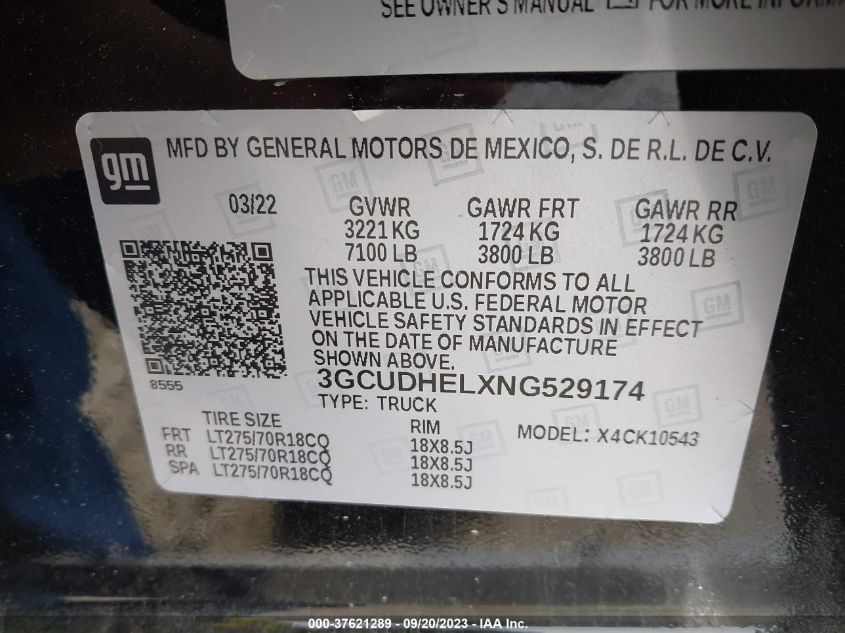 SEE OWNER'S MANUAL FOR MORE INFORMA
gm
MFD BY GENERAL MOTORS DE MEXICO, S. DE R.L. DE C.V.
03/22 GVWR GAWR FRT GAWR RR
3221 KG 1724 KG 1724 KG
7100 LB 3800 LB 3800 LB
THIS VEHICLE CONFORMS TO ALL
APPLICABLE U.S. FEDERAL MOTOR
VEHICLE SAFETY STANDARDS IN EFFECT
ON THE DATE OF MANUFACTURE
SHOWN ABOVE.
8555
3GCUDHELXNG529174
TYPE: TRUCK
TIRE SIZE RIM MODEL: X4CK10543
FRT LT275/70R18CQ 18X8.5J
RR LT275/70R18CQ 18X8.5J
SPA LT275/70R18CQ 18X8.5J
000-37621289 - 09/20/2023 - IAA Inc.